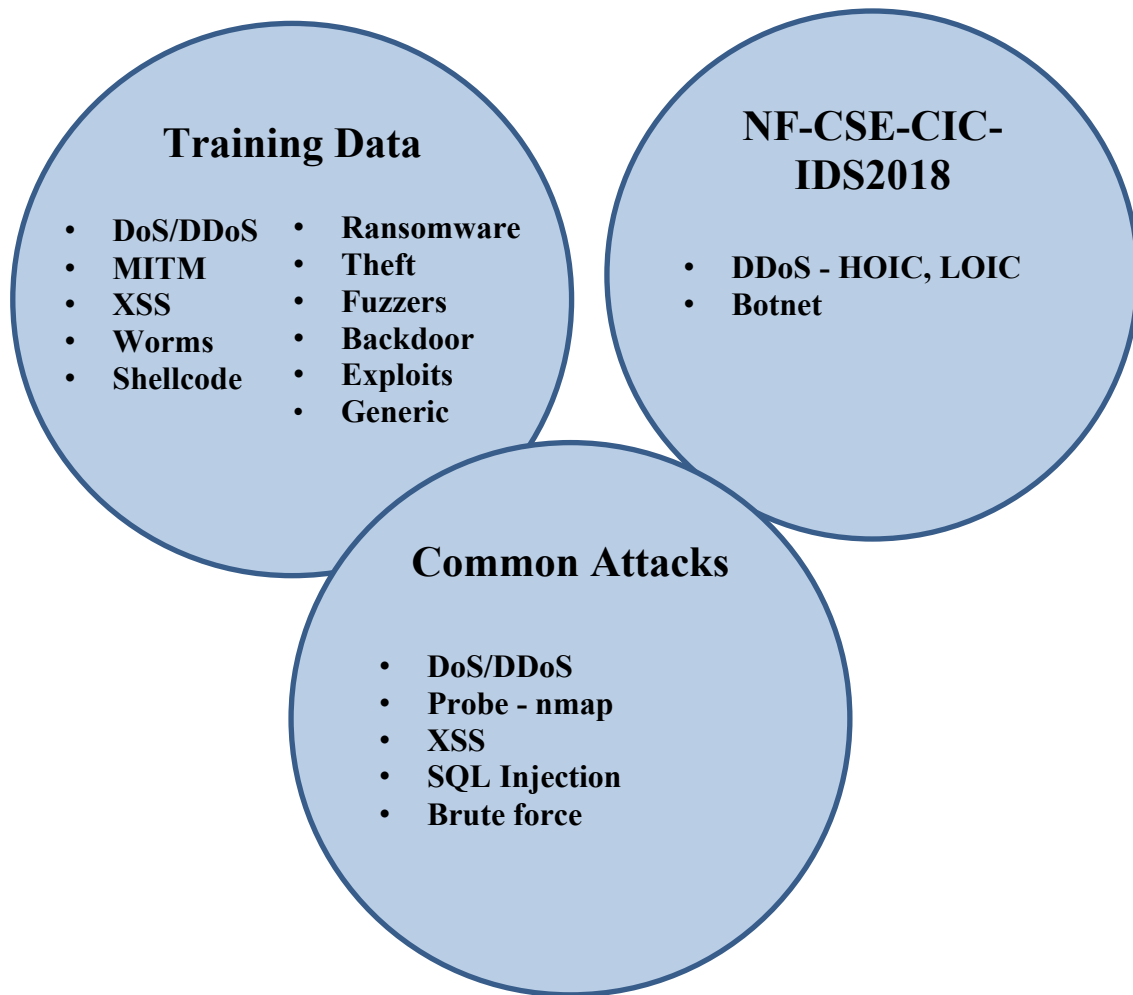 Training Data
• DoS/DDoS
• MITM
• XSS
• Worms
• Shellcode
• Ransomware
• Theft
• Fuzzers
• Backdoor
• Exploits
• Generic
NF-CSE-CIC-
IDS2018
• DDoS - HOIC, LOIC
• Botnet
Common Attacks
• DoS/DDoS
• Probe - nmap
• XSS
• SQL Injection
• Brute force